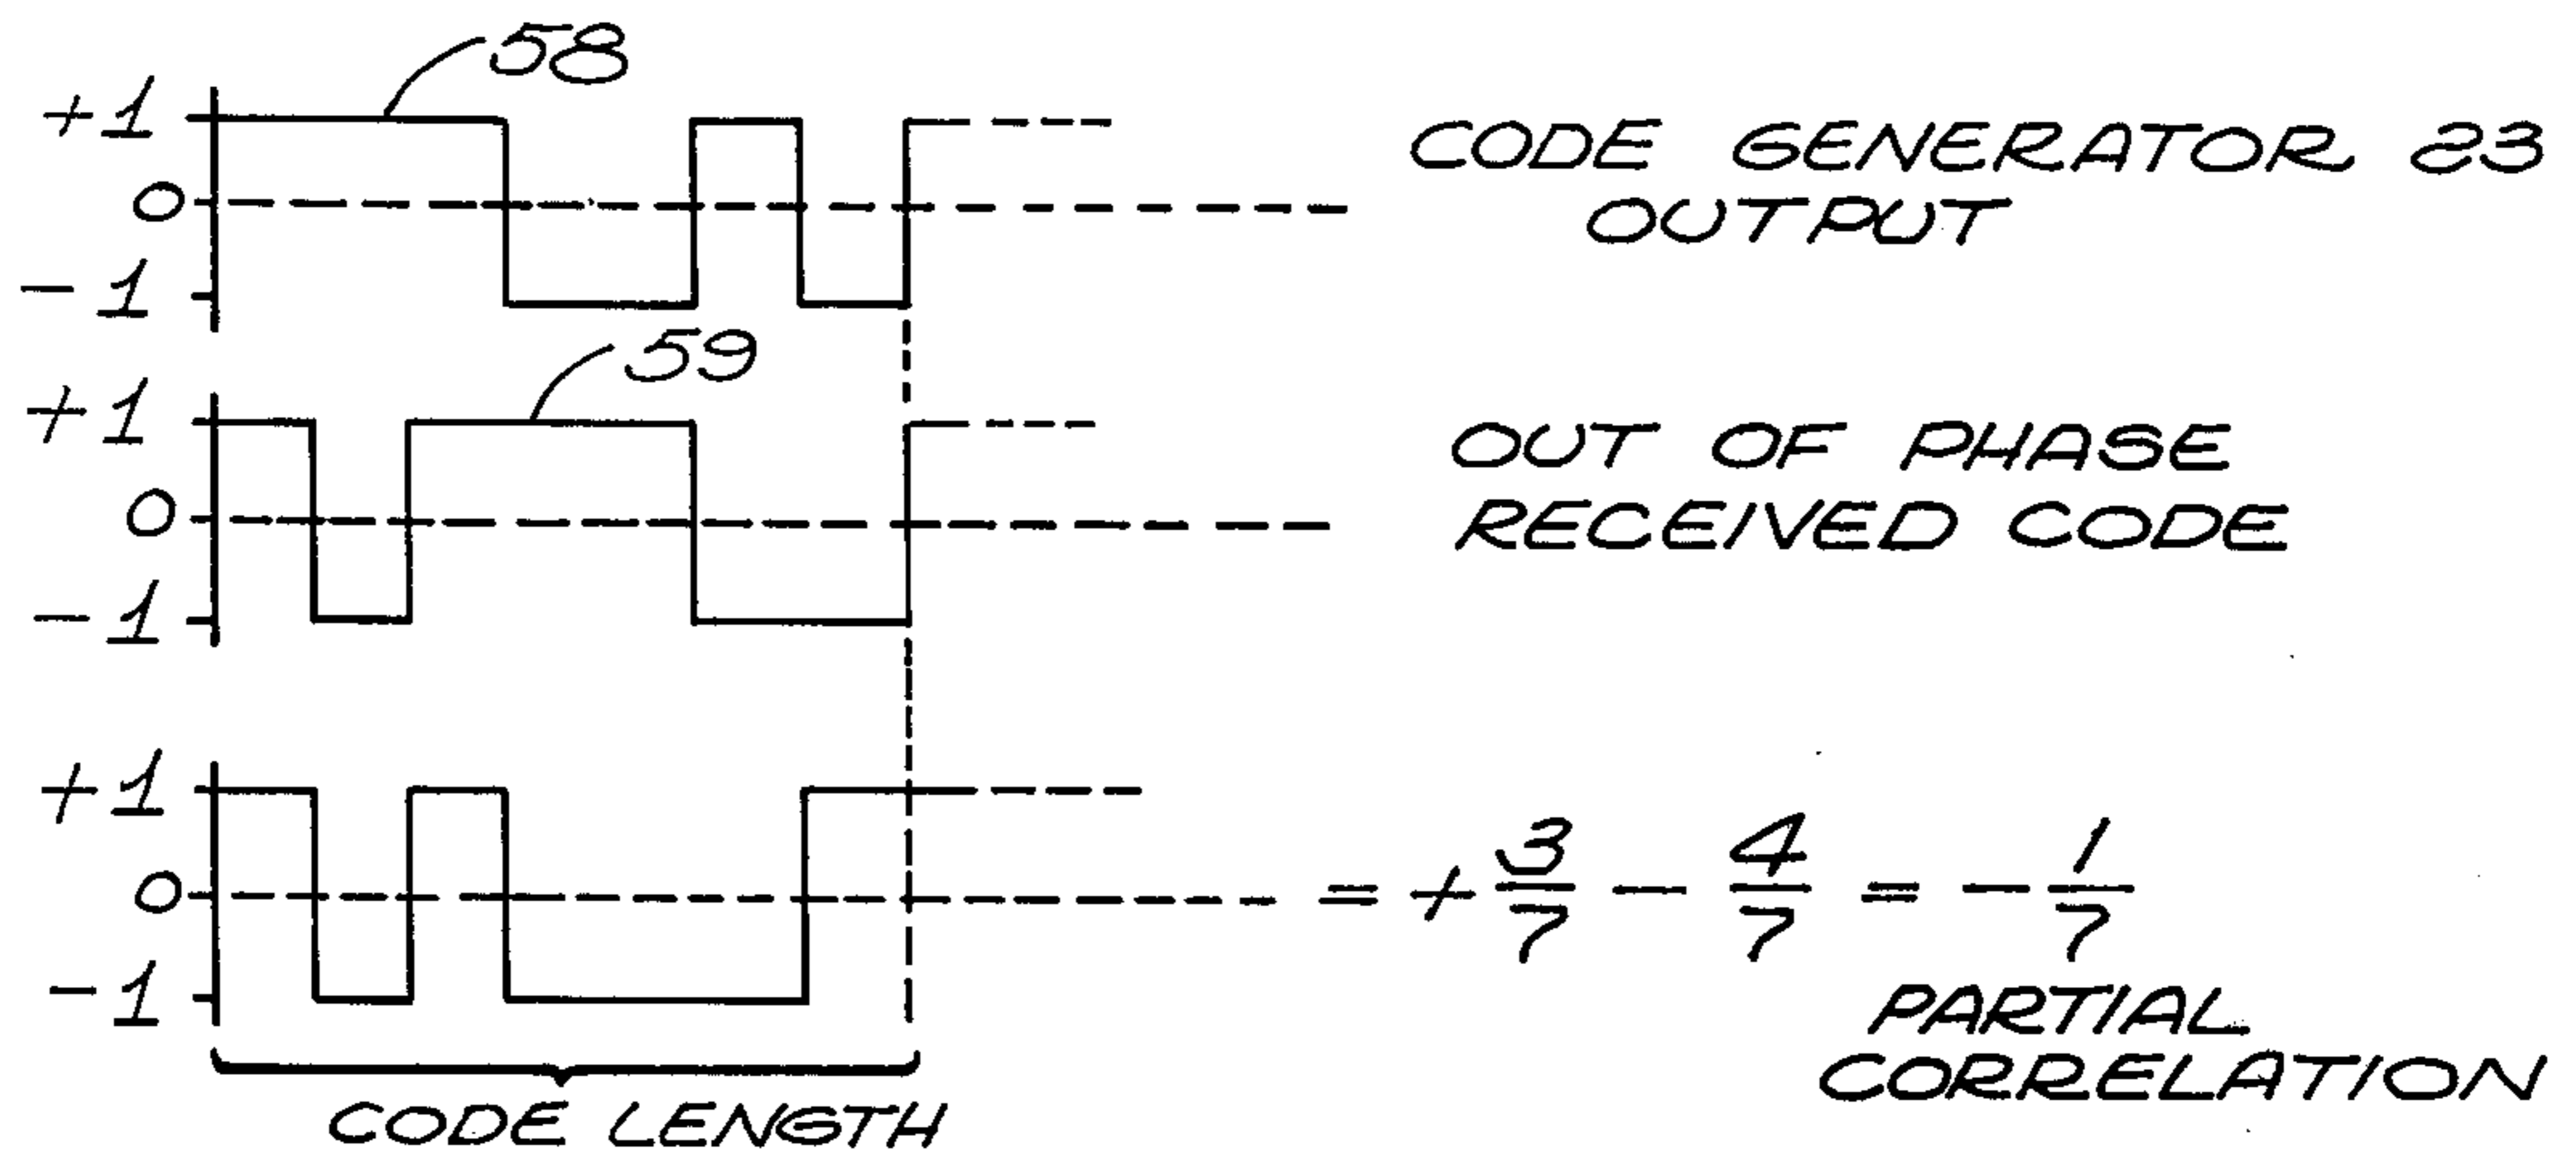 58
+1
0
-1
CODE GENERATOR 23
OUTPUT
59
+1
0
-1
OUT OF PHASE
RECEIVED CODE
+1
0
-1
= + 3/7 - 4/7 = - 1/7
PARTIAL
CORRELATION
CODE LENGTH